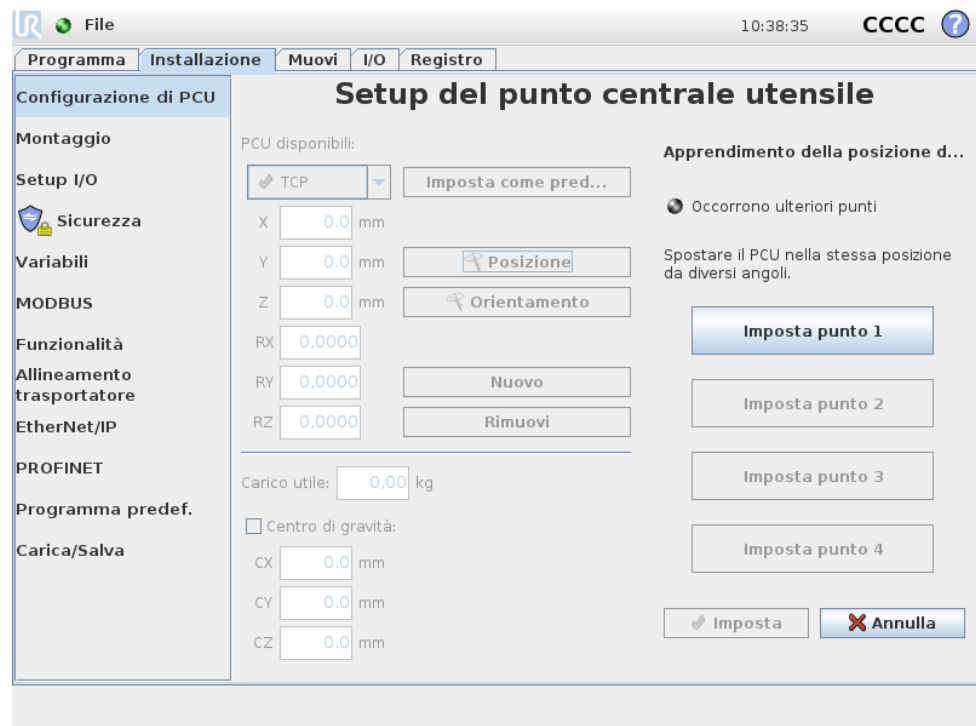 UR File 10:38:35 CCCC ?
Programma Installazione Muovi I/O Registro
Configurazione di PCU
Montaggio
Setup I/O
Sicurezza
Variabili
MODBUS
Funzionalità
Allineamento
trasportatore
EtherNet/IP
PROFINET
Programma predef.
Carica/Salva
Setup del punto centrale utensile
PCU disponibili:
TCP Imposta come pred...
X 0.0 mm
Y 0.0 mm Posizione
Z 0.0 mm Orientamento
RX 0,0000
RY 0,0000 Nuovo
RZ 0,0000 Rimuovi
Carico utile: 0,00 kg
Centro di gravità:
CX 0.0 mm
CY 0.0 mm
CZ 0.0 mm
Apprendimento della posizione d...
Occorrono ulteriori punti
Spostare il PCU nella stessa posizione
da diversi angoli.
Imposta punto 1
Imposta punto 2
Imposta punto 3
Imposta punto 4
Imposta Annulla